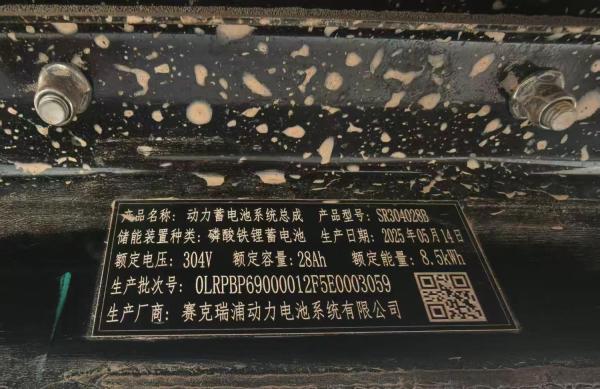 产品名称: 动力蓄电池系统总成 产品型号: SR304028B
储能装置种类: 磷酸铁锂蓄电池 生产日期: 2025年05月14日
额定电压: 304V 额定容量: 28Ah 额定能量: 8.5kWh
生产批次号: 0LRPBP69000012F5E0003059
生产厂商: 赛克瑞浦动力电池系统有限公司